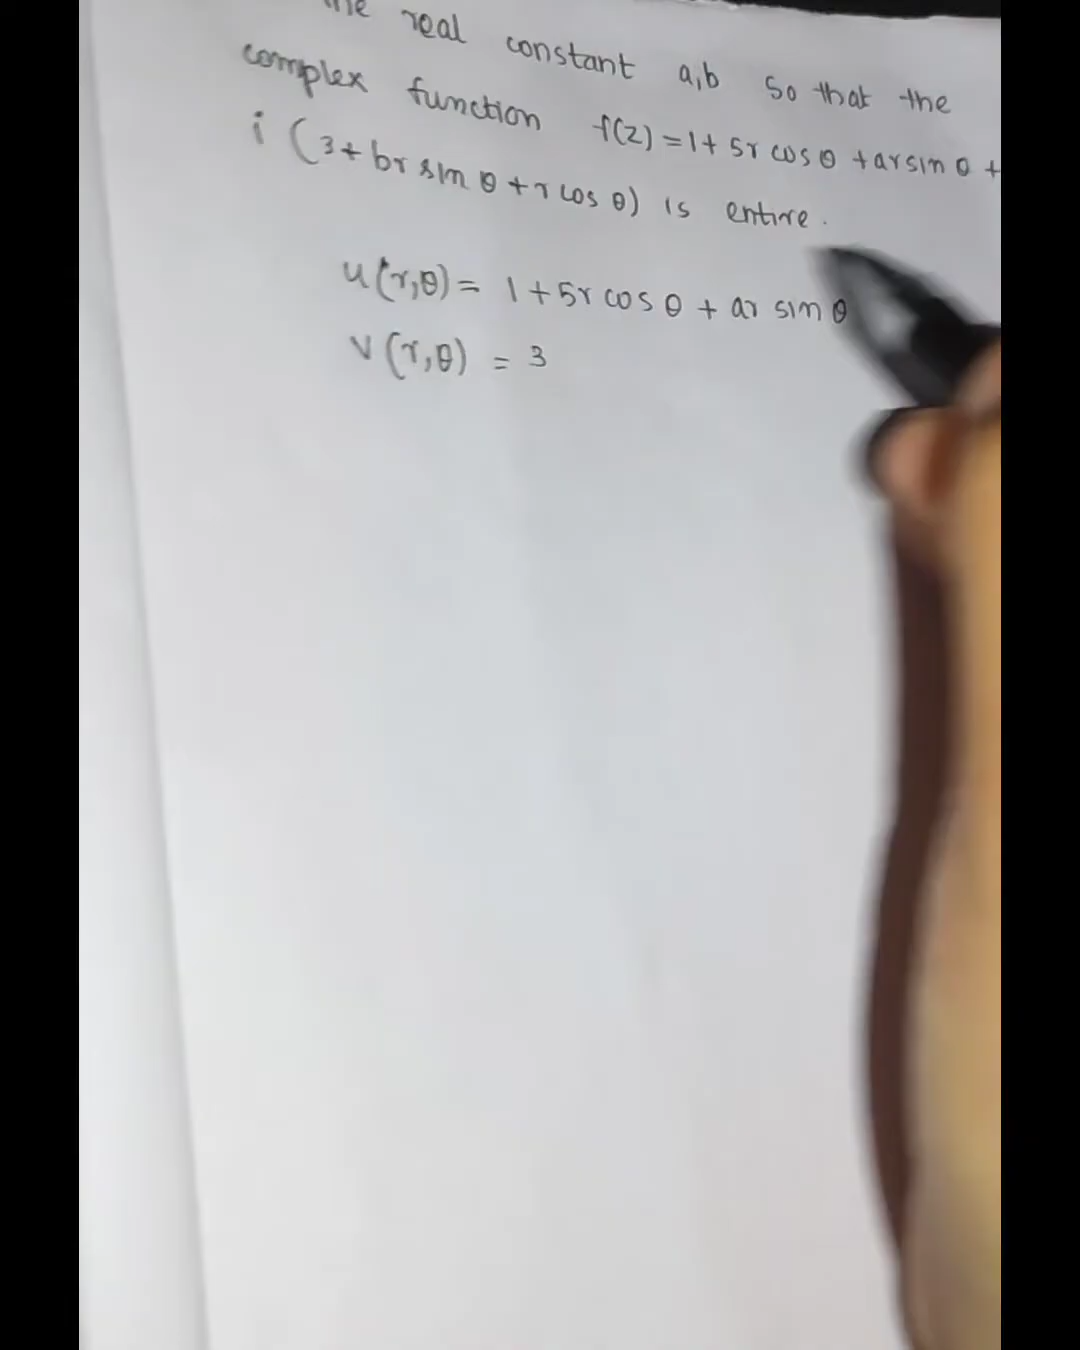 real constant a,b so that the
complex function f(z)=1+5r cos θ +ar sin θ +
i (3+br sin θ +r cos θ) is entire.
u(r,θ)= 1+5r cos θ + ar sin θ
v(r,θ) = 3